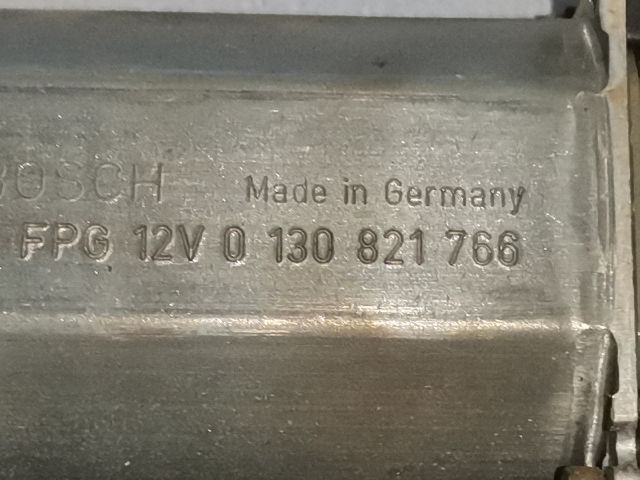 BOSCH Made in Germany
FPG 12V 0 130 821 766